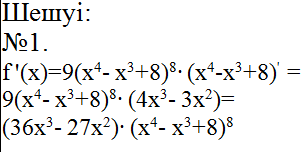 Шешуі:
№1.
f '(x)=9(x⁴- x³+8)⁸· (x⁴-x³+8)' =
9(x⁴- x³+8)⁸· (4x³- 3x²)=
(36x³- 27x²)· (x⁴- x³+8)⁸